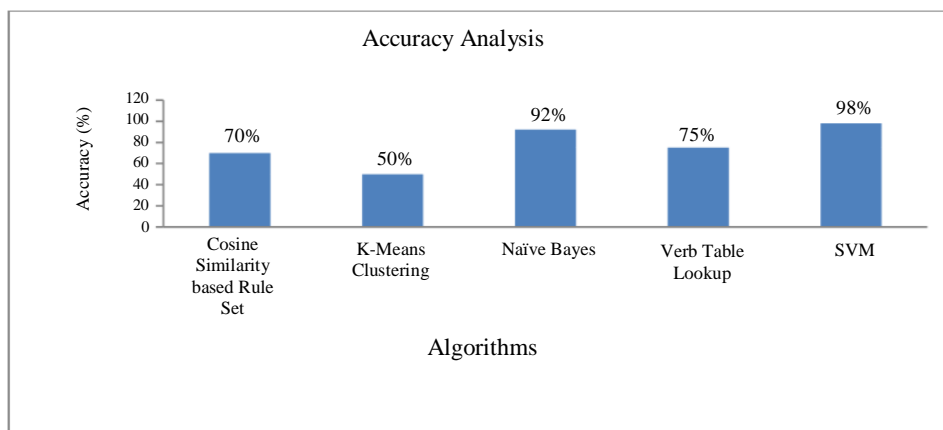 Accuracy Analysis
Accuracy (%)
120
100
80
60
40
20
0
70%
50%
92%
75%
98%
Cosine
Similarity
based Rule
Set
K-Means
Clustering
Naïve Bayes
Verb Table
Lookup
SVM
Algorithms